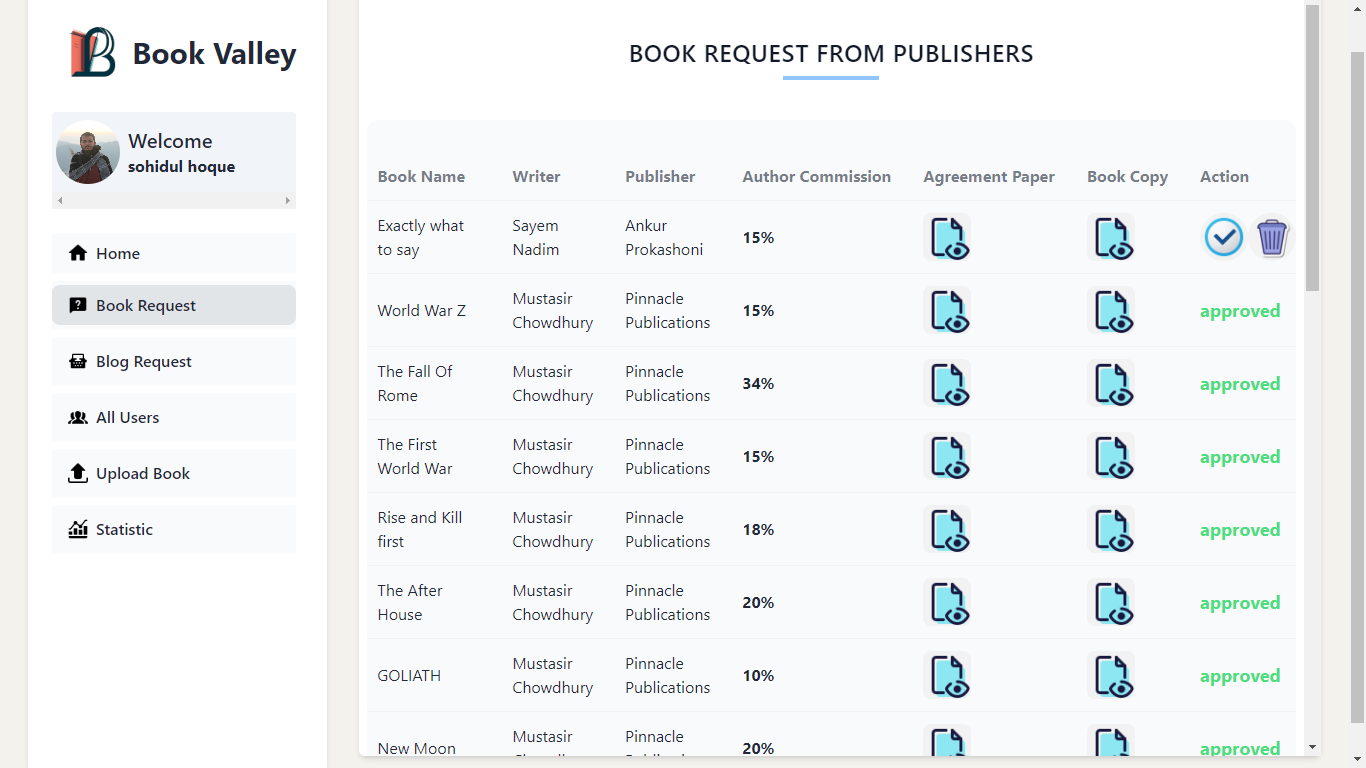 Book Valley
Welcome
sohidul hoque
Home
Book Request
Blog Request
All Users
Upload Book
Statistic
BOOK REQUEST FROM PUBLISHERS
Book Name Writer Publisher Author Commission Agreement Paper Book Copy Action
Exactly what to say Sayem Nadim Ankur Prokashoni 15%
World War Z Mustasir Chowdhury Pinnacle Publications 15% approved
The Fall Of Rome Mustasir Chowdhury Pinnacle Publications 34% approved
The First World War Mustasir Chowdhury Pinnacle Publications 15% approved
Rise and Kill first Mustasir Chowdhury Pinnacle Publications 18% approved
The After House Mustasir Chowdhury Pinnacle Publications 20% approved
GOLIATH Mustasir Chowdhury Pinnacle Publications 10% approved
New Moon Mustasir Pinnacle 20% approved